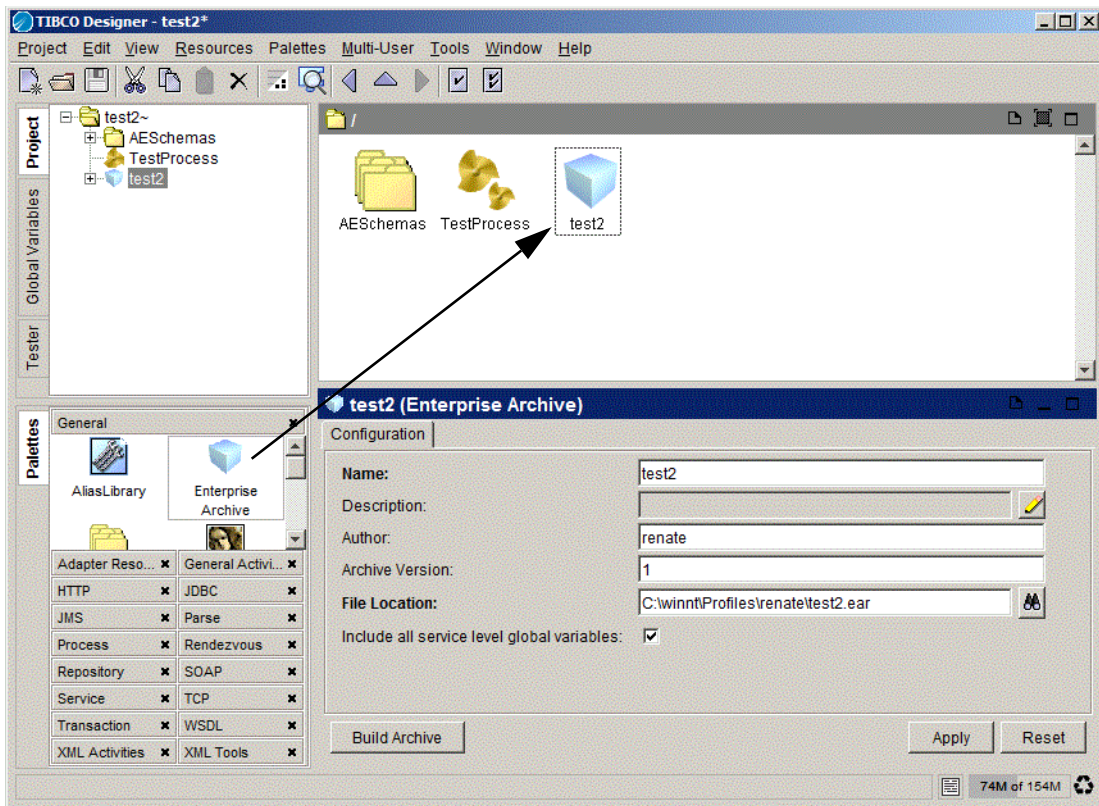 TIBCO Designer - test2*
Project Edit View Resources Palettes Multi-User Tools Window Help
Project
Global Variables
Tester
test2~
AESchemas
TestProcess
test2
/
AESchemas TestProcess test2
Palettes
General
AliasLibrary Enterprise
Archive
Adapter Reso... General Activi...
HTTP JDBC
JMS Parse
Process Rendezvous
Repository SOAP
Service TCP
Transaction WSDL
XML Activities XML Tools
test2 (Enterprise Archive)
Configuration
Name: test2
Description:
Author: renate
Archive Version: 1
File Location: C:\winnt\Profiles\renate\test2.ear
Include all service level global variables:
Build Archive Apply Reset
74M of 154M